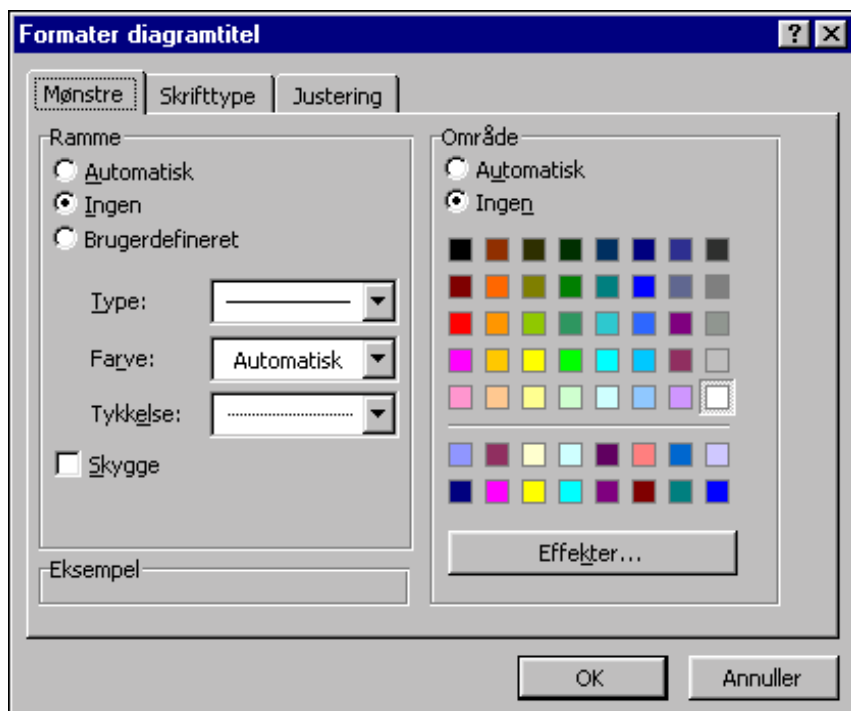 Formater diagramtitel
Mønstre Skrifttype Justering
Ramme
Automatisk
Ingen
Brugerdefineret
Type:
Farve: Automatisk
Tykkelse:
Skygge
Eksempel
Område
Automatisk
Ingen
Effekter...
OK Annuller